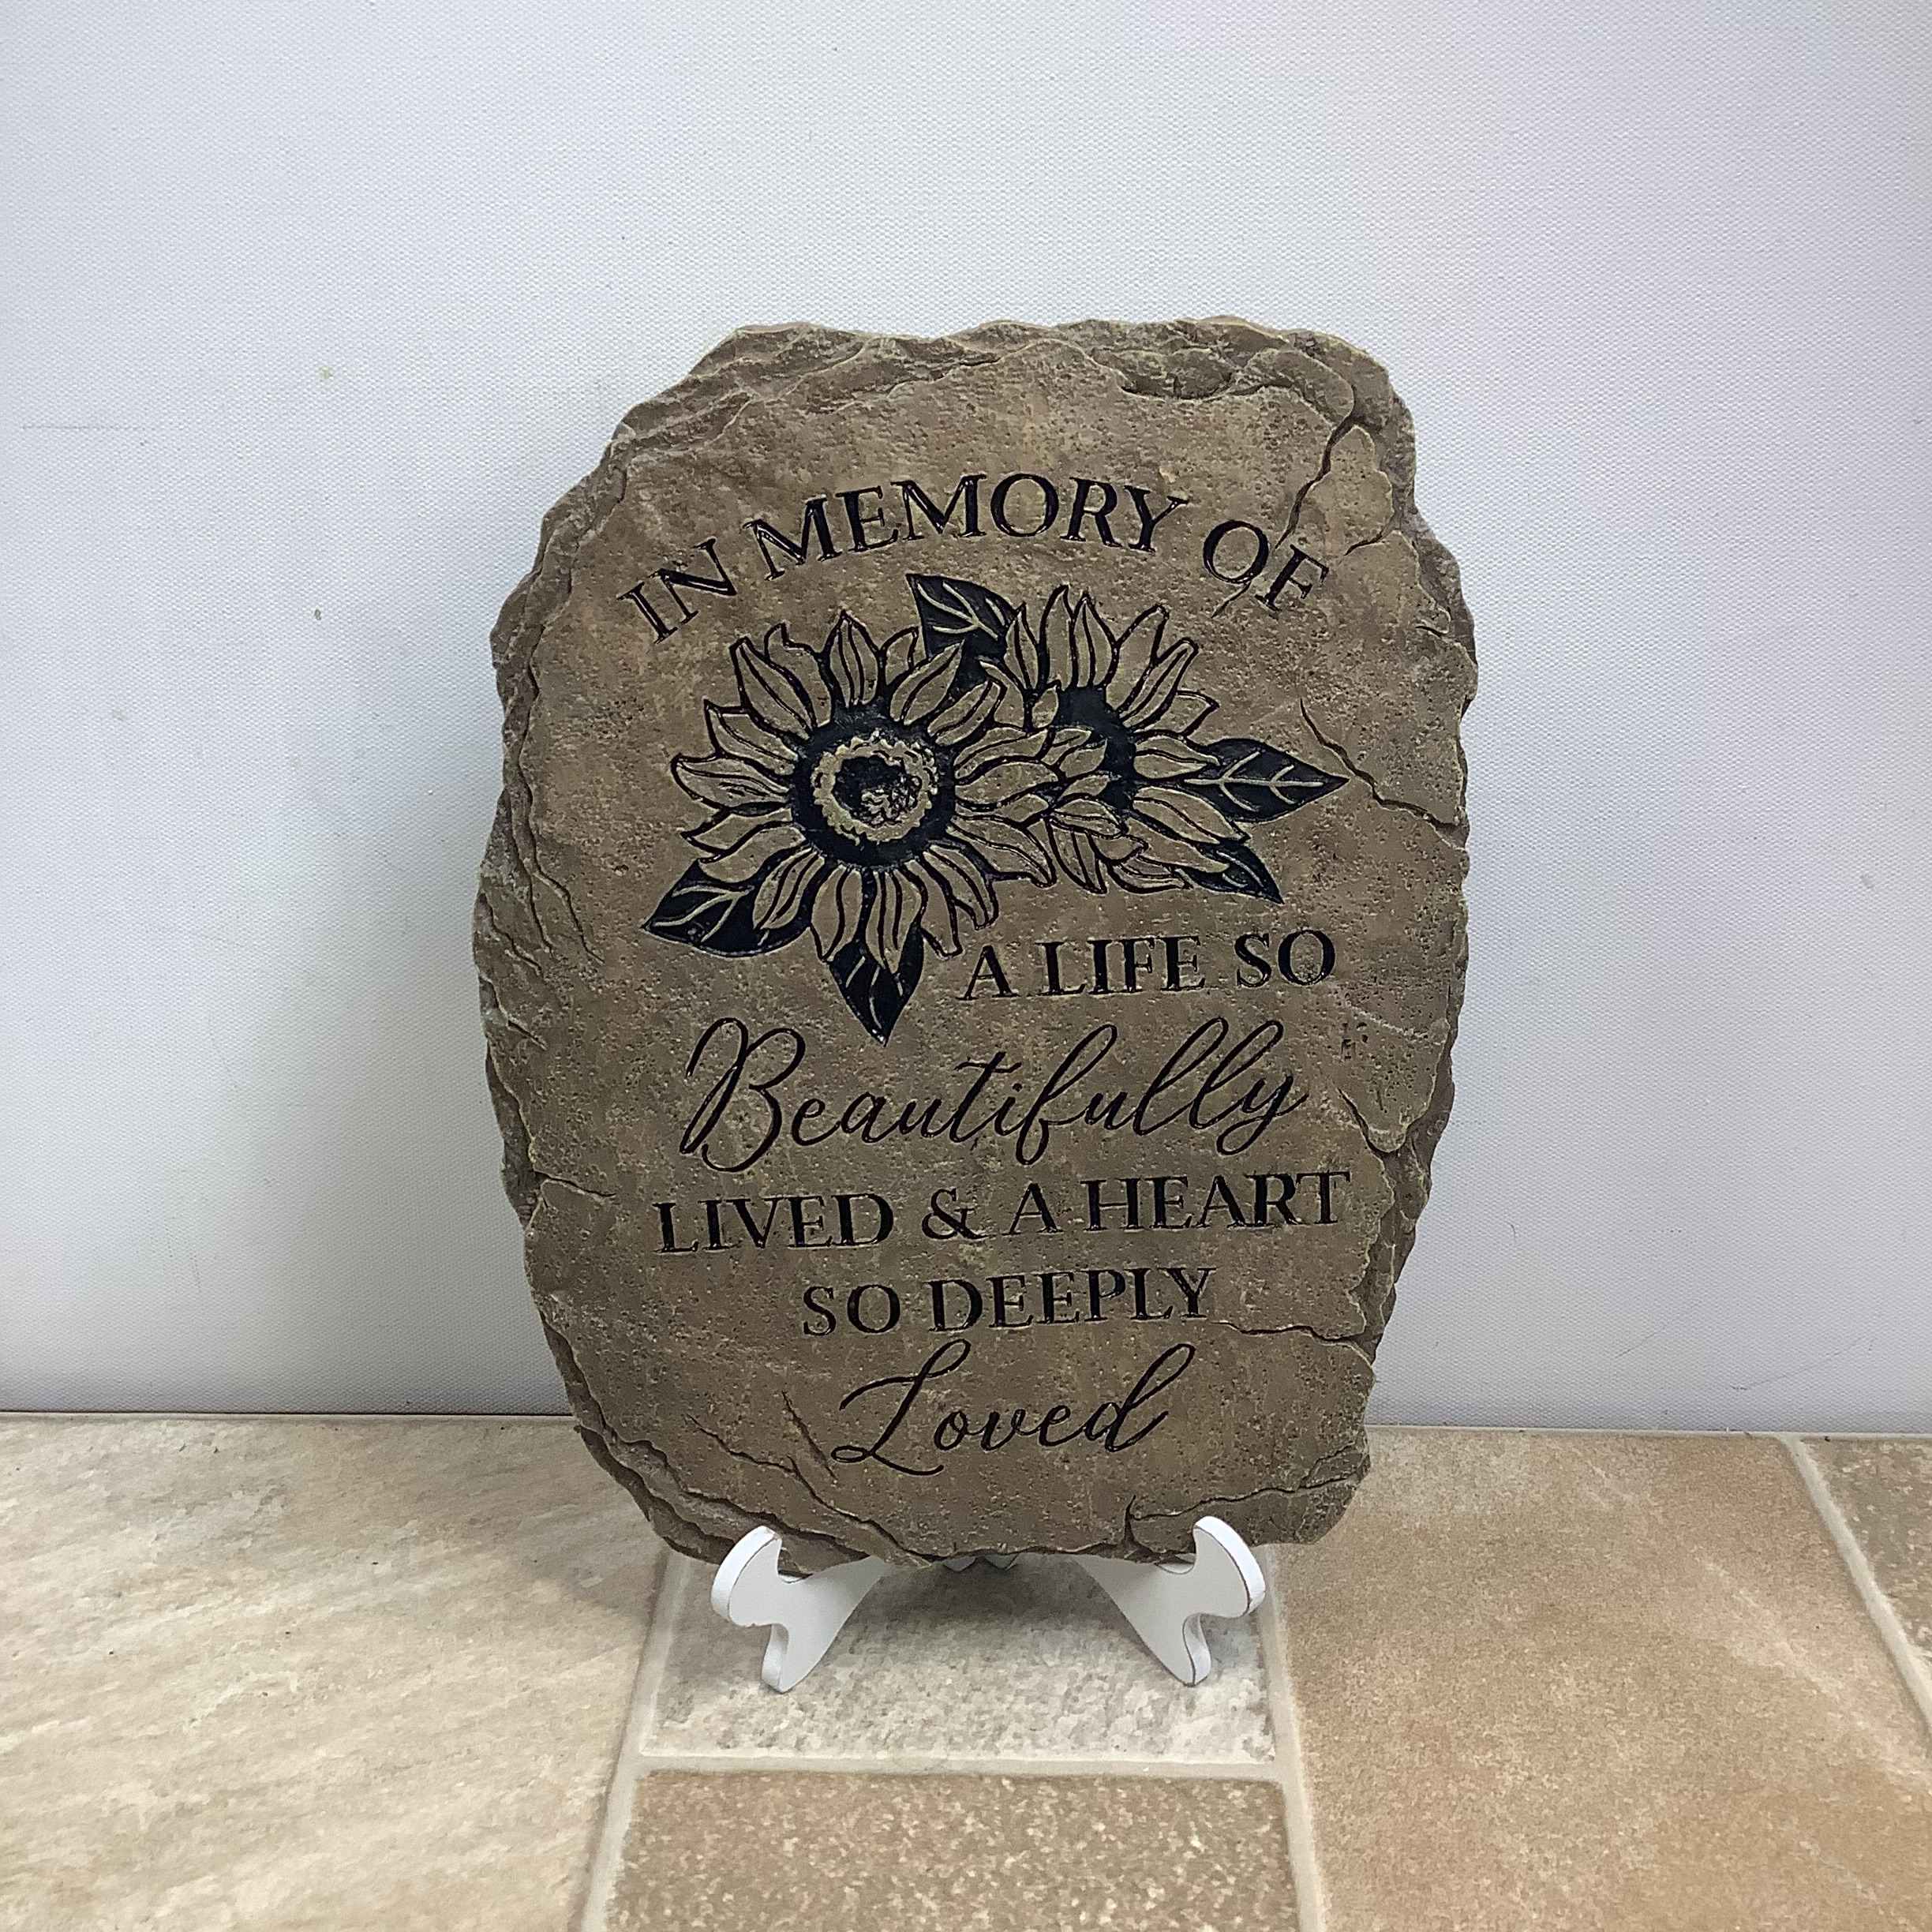 IN MEMORY OF
A LIFE SO
Beautifully
LIVED & A HEART
SO DEEPLY
Loved